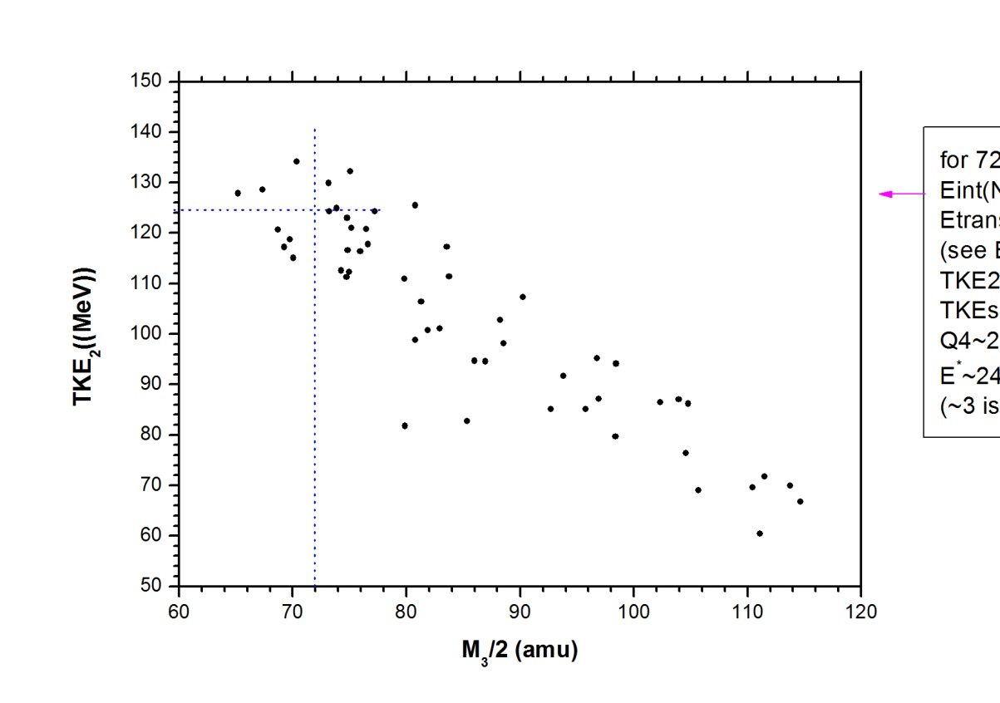 150
140
130
120
110
100
90
80
70
60
50
60 70 80 90 100 110 120
TKE₂((MeV))
M₃/2 (amu)
for 72
Eint(N
Etrans
(see E
TKE2
TKEs
Q4~2
E*~24
(~3 is